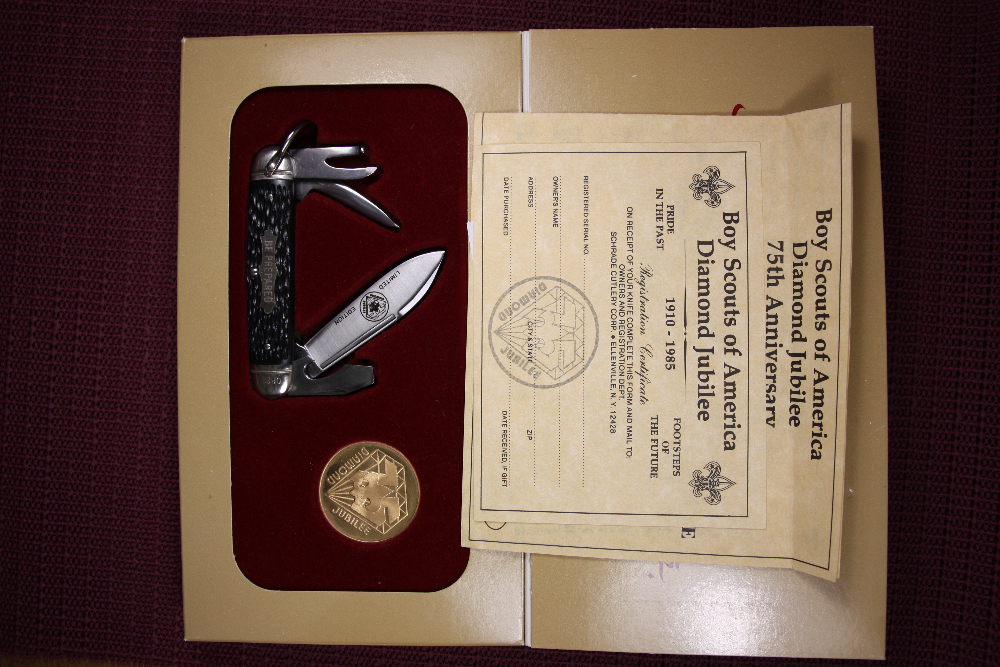 BE PREPARED
LIMITED
EDITION
DIAMOND
JUBILEE
Boy Scouts of America
Diamond Jubilee
75th Anniversary
E
Boy Scouts of America
Diamond Jubilee
PRIDE
IN THE PAST
1910 - 1985
FOOTSTEPS
OF
THE FUTURE
Registration Certificate
ON RECEIPT OF YOUR KNIFE COMPLETE THIS FORM AND MAIL TO:
OWNERS AND REGISTRATION DEPT.
SCHRADE CUTLERY CORP. • ELLENVILLE, N.Y. 12428
REGISTERED SERIAL NO.
OWNER'S NAME
ADDRESS
CITY & STATE
ZIP
DATE PURCHASED
DATE RECEIVED, IF GIFT
DIAMOND
JUBILEE